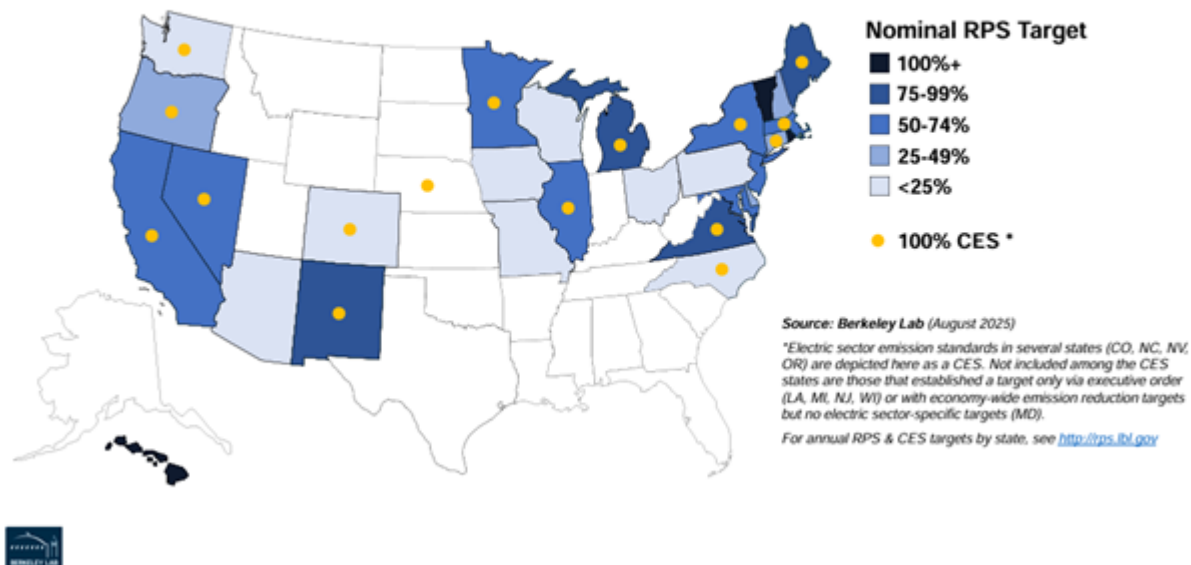 Nominal RPS Target
100%+
75-99%
50-74%
25-49%
<25%
100% CES *
Source: Berkeley Lab (August 2025)
*Electric sector emission standards in several states (CO, NC, NV,
OR) are depicted here as a CES. Not included among the CES
states are those that established a target only via executive order
(LA, MI, NJ, WI) or with economy-wide emission reduction targets
but no electric sector-specific targets (MD).
For annual RPS & CES targets by state, see http://rps.lbl.gov
BERKELEY LAB